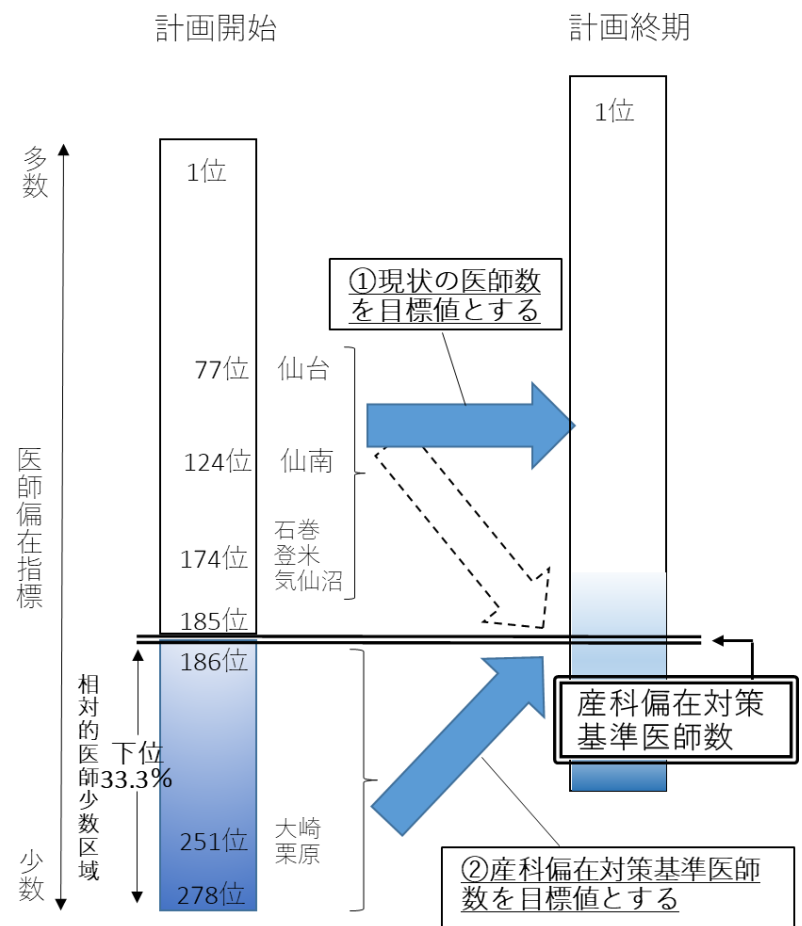 計画開始
計画終期
多数
医師偏在指標
少数
1位
77位
仙台
124位
仙南
174位
石巻
登米
気仙沼
185位
186位
251位
大崎
栗原
278位
相対的医師少数区域
下位
33.3%
①現状の医師数
を目標値とする
1位
産科偏在対策
基準医師数
②産科偏在対策基準医師
数を目標値とする